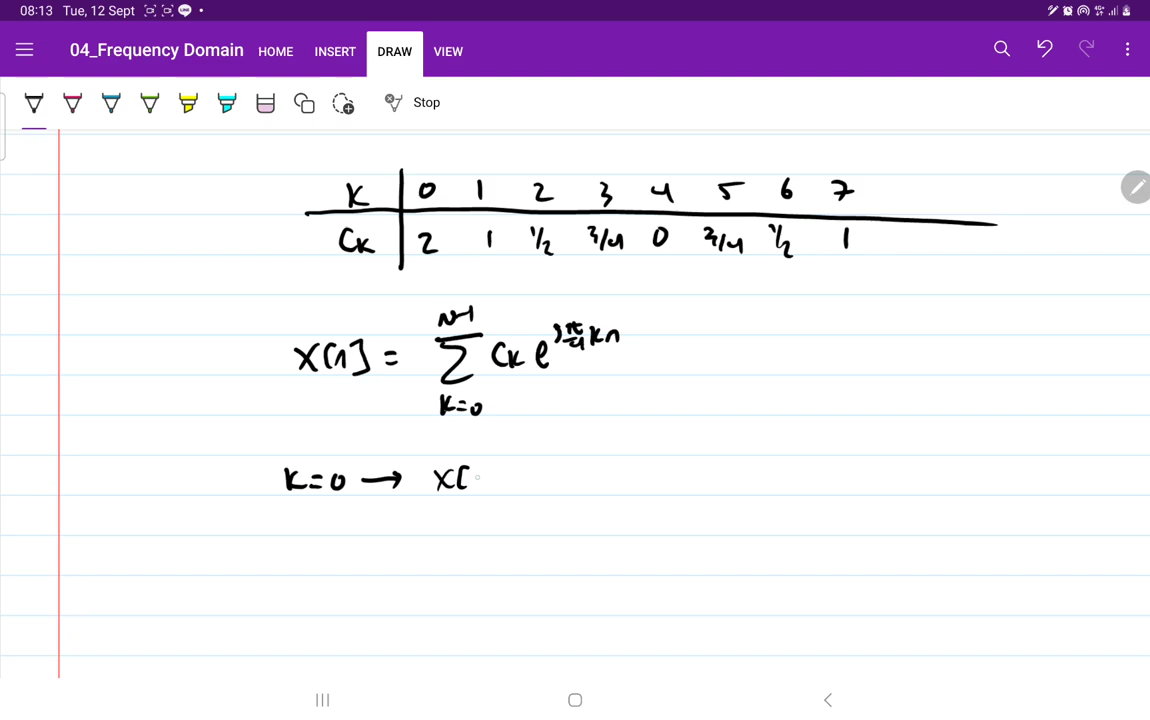 08:13 Tue, 12 Sept
04_Frequency Domain HOME INSERT DRAW VIEW
Stop
K 0 1 2 3 4 5 6 7
CK 2 1 1/2 3/4 0 3/4 1/2 1
N-1
X[n] = Σ CK e^jπ/4 Kn
K=0
K=0 → X[